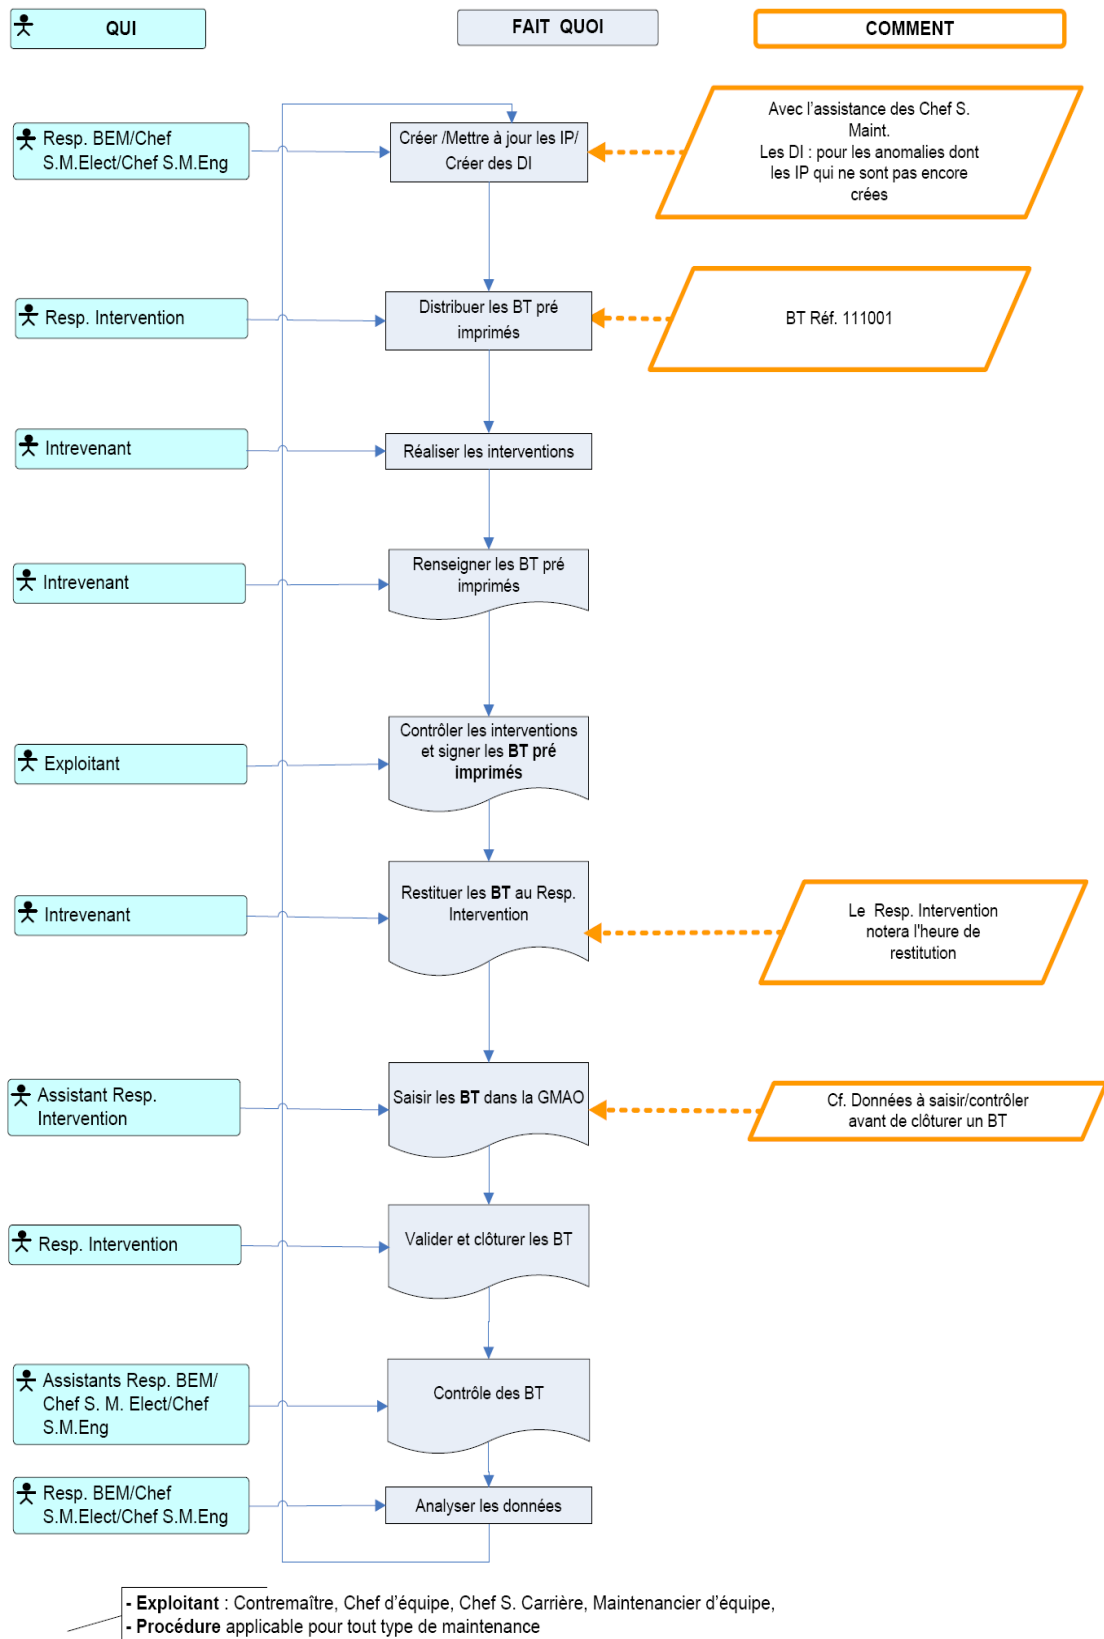 QUI
FAIT QUOI
COMMENT
Resp. BEM/Chef
S.M.Elect/Chef S.M.Eng
Créer /Mettre à jour les IP/
Créer des DI
Avec l'assistance des Chef S.
Maint.
Les DI : pour les anomalies dont
les IP qui ne sont pas encore
crées
Resp. Intervention
Distribuer les BT pré
imprimés
BT Réf. 111001
Intrevenant
Réaliser les interventions
Intrevenant
Renseigner les BT pré
imprimés
Exploitant
Contrôler les interventions
et signer les BT pré
imprimés
Intrevenant
Restituer les BT au Resp.
Intervention
Le Resp. Intervention
notera l'heure de
restitution
Assistant Resp.
Intervention
Saisir les BT dans la GMAO
Cf. Données à saisir/contrôler
avant de clôturer un BT
Resp. Intervention
Valider et clôturer les BT
Assistants Resp. BEM/
Chef S. M. Elect/Chef
S.M.Eng
Contrôle des BT
Resp. BEM/Chef
S.M.Elect/Chef S.M.Eng
Analyser les données
- Exploitant : Contremaître, Chef d'équipe, Chef S. Carrière, Maintenancier d'équipe,
- Procédure applicable pour tout type de maintenance